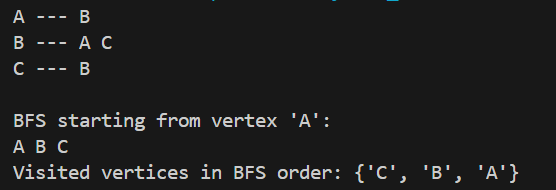 A --- B
B --- A C
C --- B
BFS starting from vertex 'A':
A B C
Visited vertices in BFS order: {'C', 'B', 'A'}